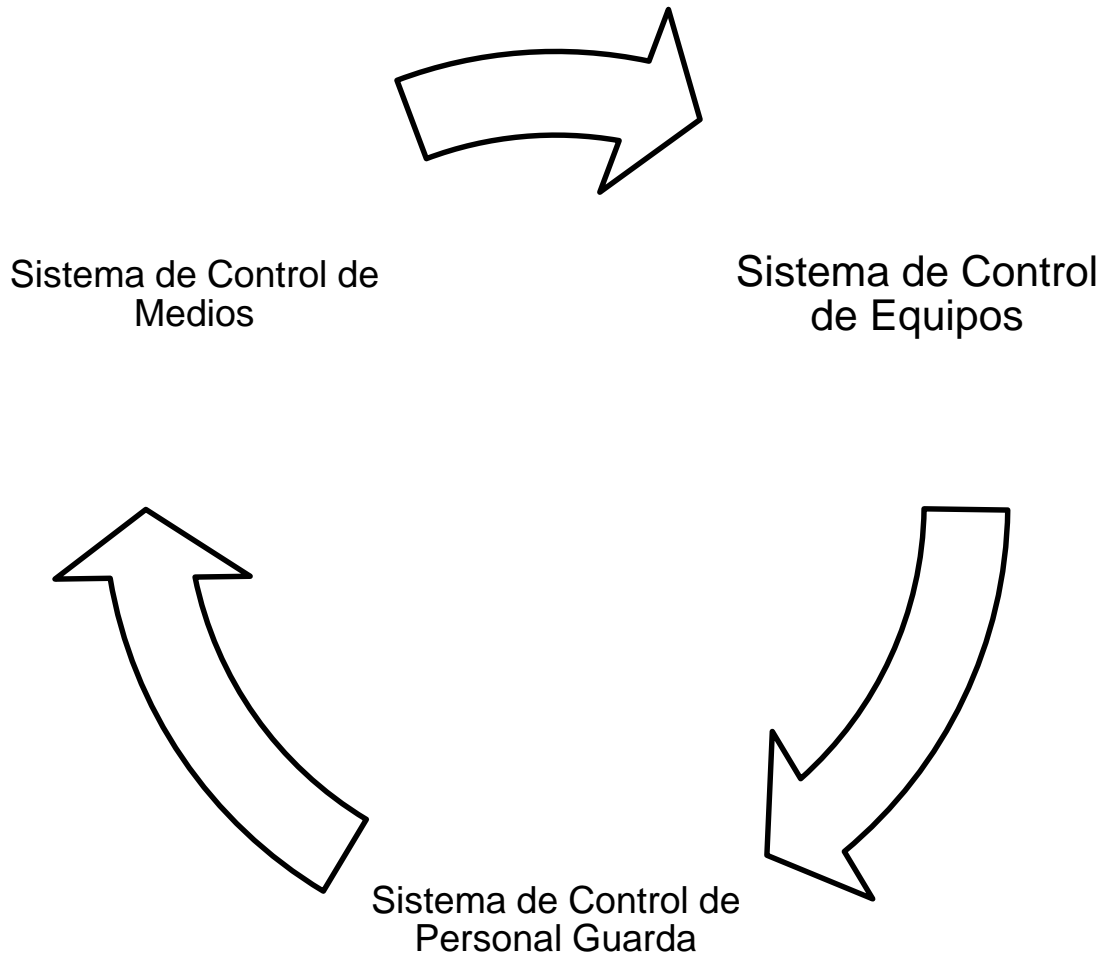 Sistema de Control de
Medios
Sistema de Control
de Equipos
Sistema de Control de
Personal Guarda